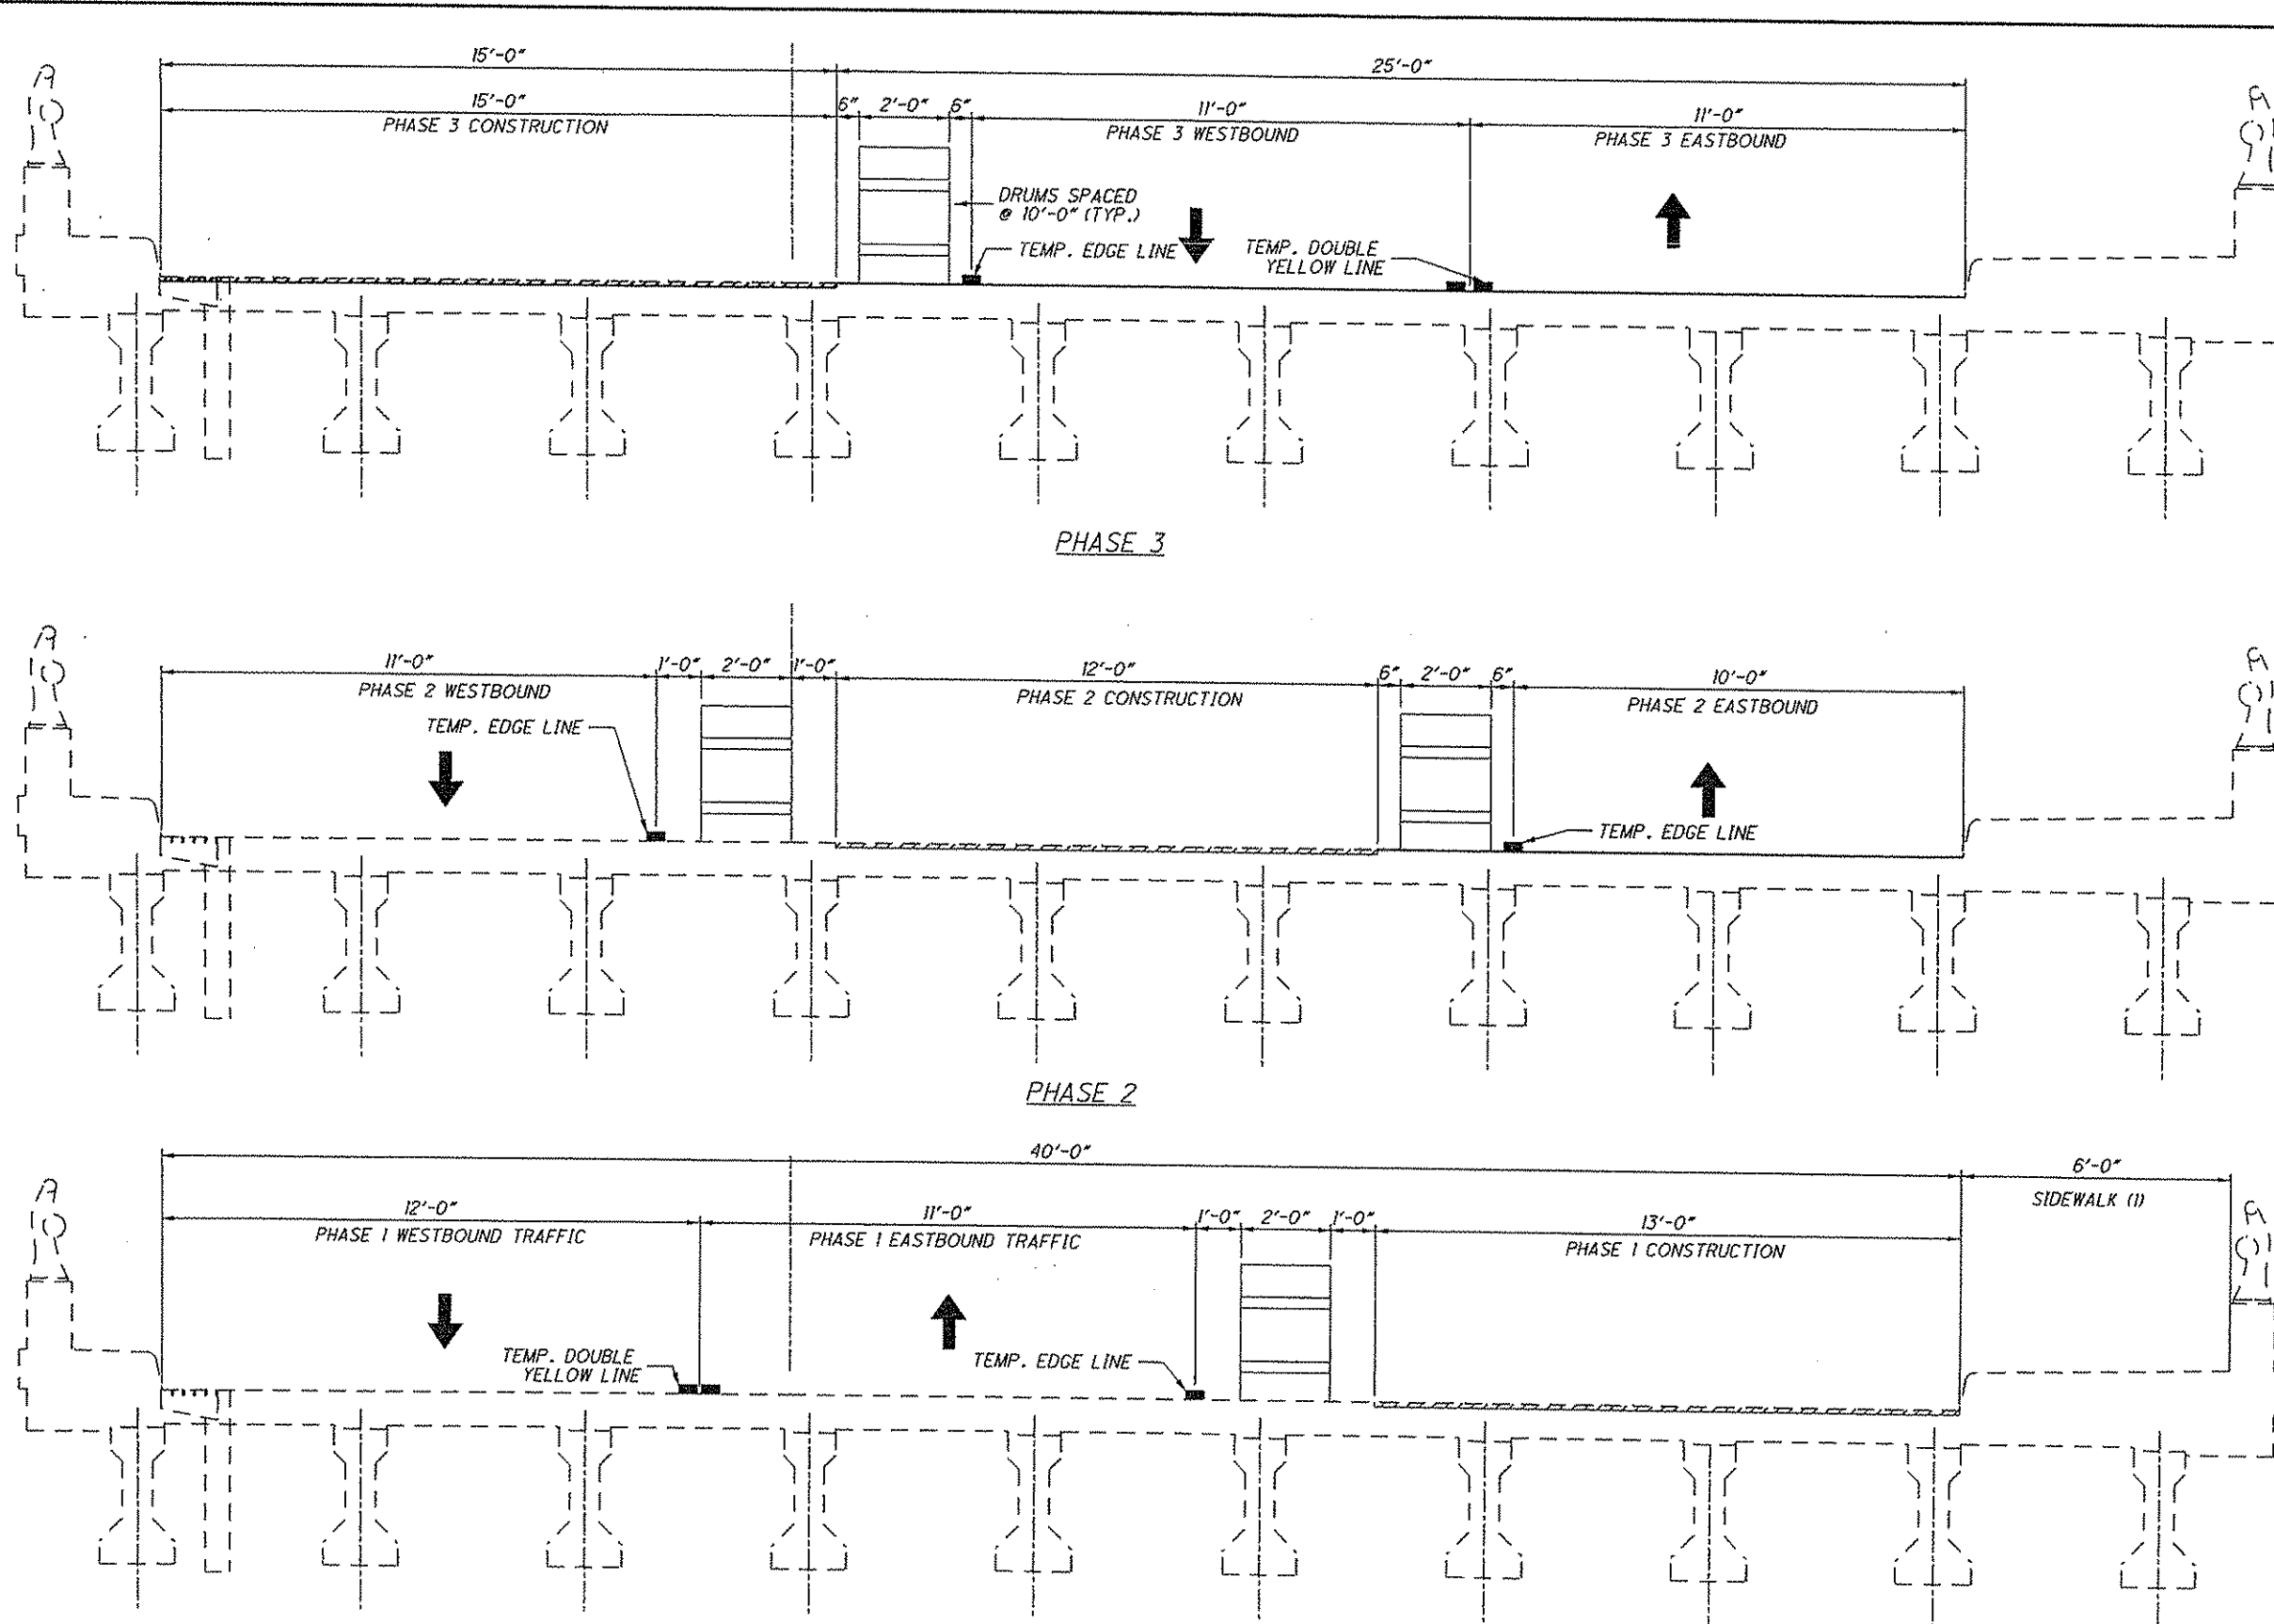 15'-0"
25'-0"
15'-0"
6"
2'-0"
6"
11'-0"
11'-0"
PHASE 3 CONSTRUCTION
PHASE 3 WESTBOUND
PHASE 3 EASTBOUND
DRUMS SPACED
@ 10'-0" (TYP.)
TEMP. EDGE LINE
TEMP. DOUBLE
YELLOW LINE
PHASE 3
11'-0"
1'-0"
2'-0"
1'-0"
12'-0"
6"
2'-0"
6"
10'-0"
PHASE 2 WESTBOUND
PHASE 2 CONSTRUCTION
PHASE 2 EASTBOUND
TEMP. EDGE LINE
TEMP. EDGE LINE
PHASE 2
40'-0"
6'-0"
SIDEWALK (1)
12'-0"
11'-0"
1'-0"
2'-0"
1'-0"
13'-0"
PHASE 1 WESTBOUND TRAFFIC
PHASE 1 EASTBOUND TRAFFIC
PHASE 1 CONSTRUCTION
TEMP. DOUBLE
YELLOW LINE
TEMP. EDGE LINE